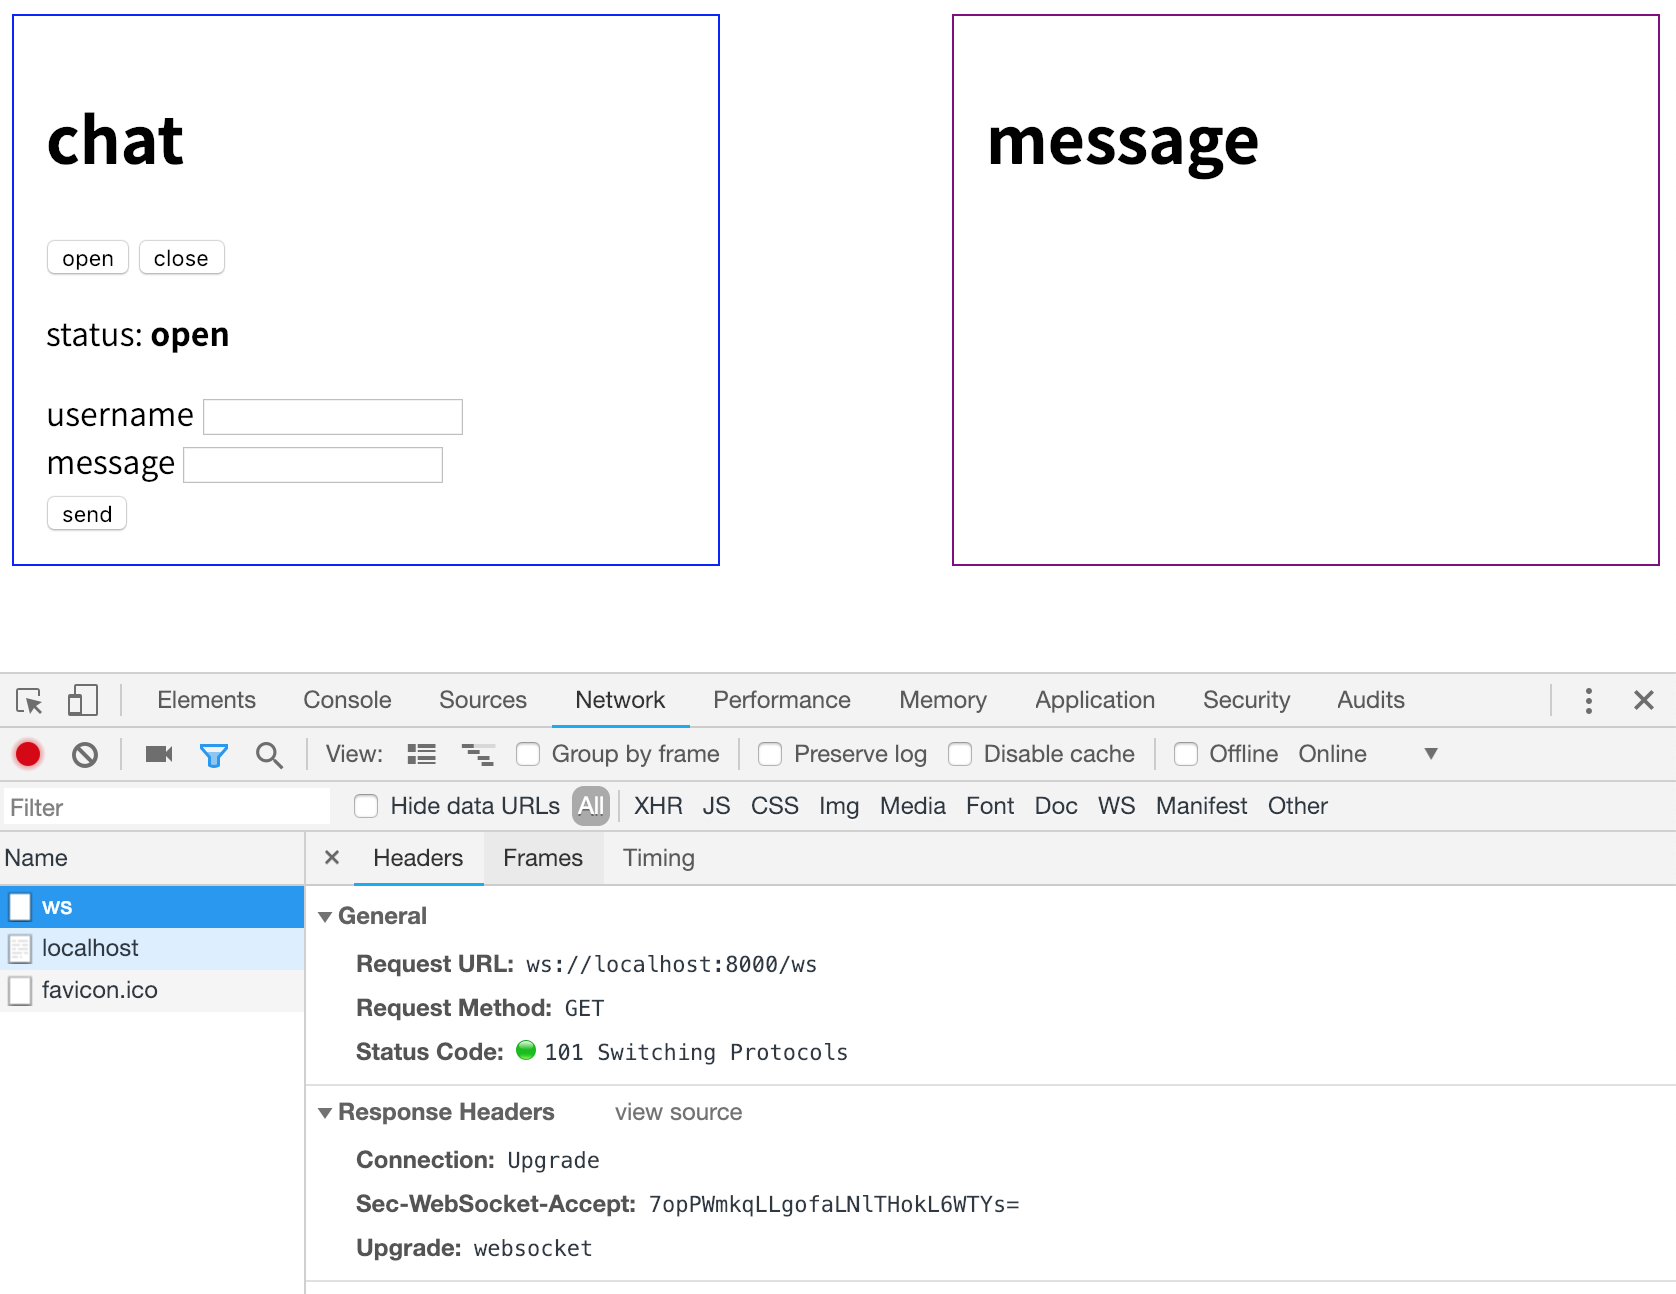 chat
open close
status: open
username
message
send
message
Elements Console Sources Network Performance Memory Application Security Audits
View: Group by frame Preserve log Disable cache Offline Online
Filter Hide data URLs All XHR JS CSS Img Media Font Doc WS Manifest Other
Name
ws
localhost
favicon.ico
Headers Frames Timing
General
Request URL: ws://localhost:8000/ws
Request Method: GET
Status Code: 101 Switching Protocols
Response Headers view source
Connection: Upgrade
Sec-WebSocket-Accept: 7opPWmkqLLgofaLNlTHokL6WTYs=
Upgrade: websocket